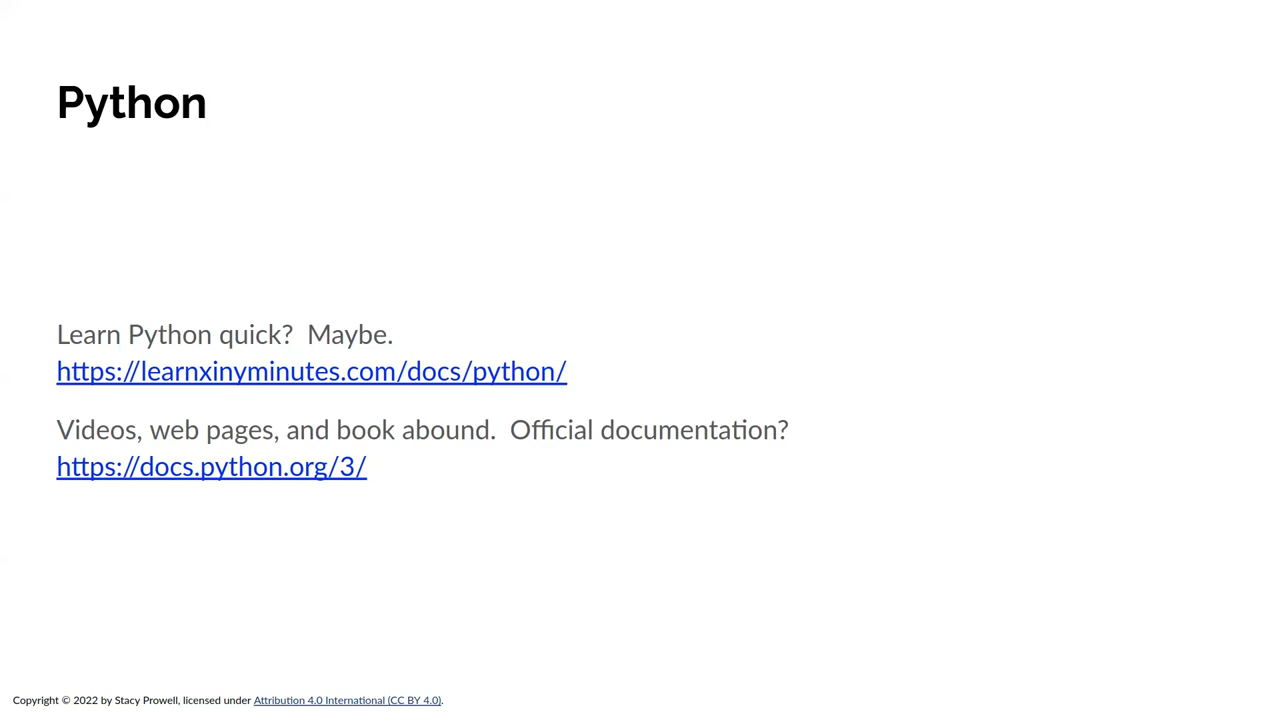 Python
Learn Python quick?  Maybe.
https://learnxinyminutes.com/docs/python/
Videos, web pages, and book abound.  Official documentation?
https://docs.python.org/3/
Copyright © 2022 by Stacy Prowell, licensed under Attribution 4.0 International (CC BY 4.0).